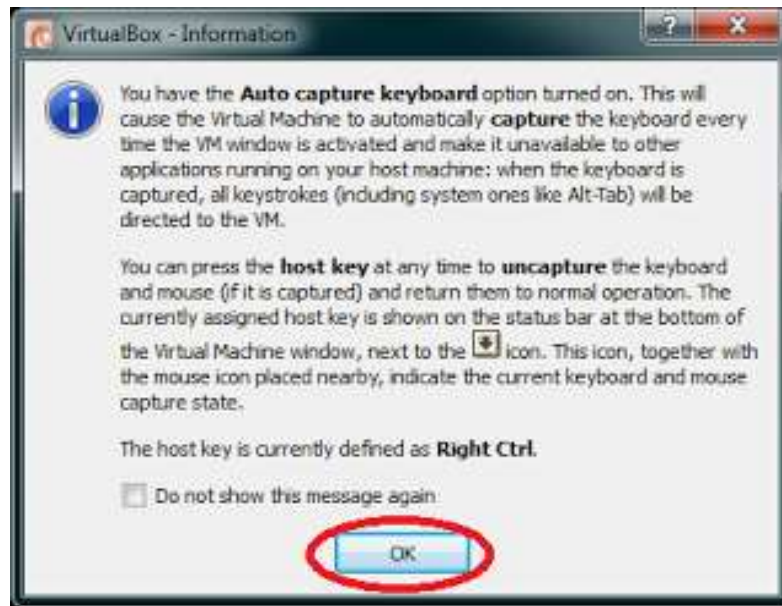 VirtualBox - Information
You have the Auto capture keyboard option turned on. This will
cause the Virtual Machine to automatically capture the keyboard every
time the VM window is activated and make it unavailable to other
applications running on your host machine: when the keyboard is
captured, all keystrokes (including system ones like Alt-Tab) will be
directed to the VM.
You can press the host key at any time to uncapture the keyboard
and mouse (if it is captured) and return them to normal operation. The
currently assigned host key is shown on the status bar at the bottom of
the Virtual Machine window, next to the icon. This icon, together with
the mouse icon placed nearby, indicate the current keyboard and mouse
capture state.
The host key is currently defined as Right Ctrl.
Do not show this message again
OK